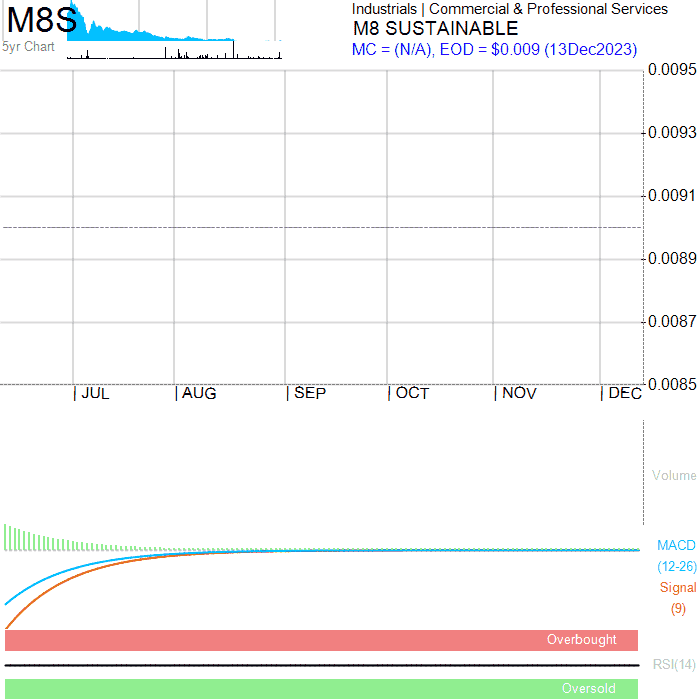 M8S
5yr Chart
Industrials | Commercial & Professional Services
M8 SUSTAINABLE
MC = (N/A), EOD = $0.009 (13Dec2023)
0.0095
0.0093
0.0091
0.0089
0.0087
0.0085
| JUL | AUG | SEP | OCT | NOV | DEC
Volume
MACD
(12-26)
Signal
(9)
Overbought
RSI(14)
Oversold